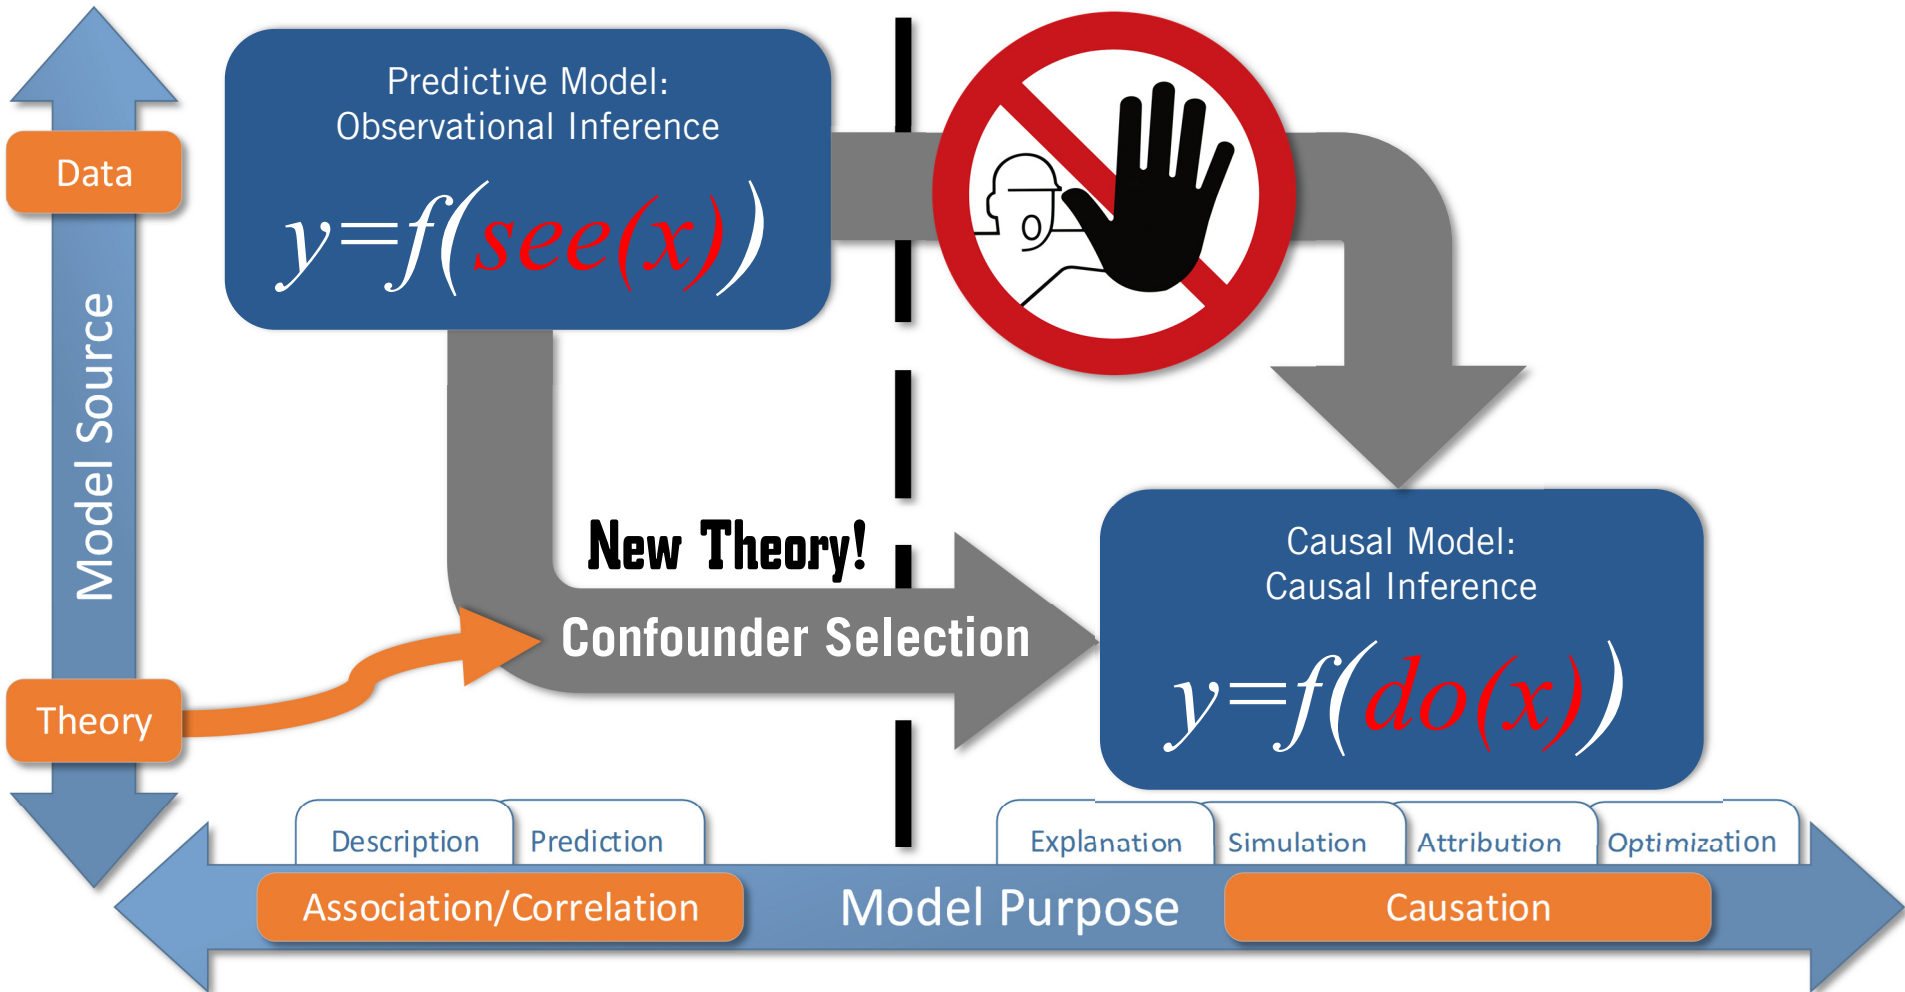 Predictive Model:
Observational Inference
y=f(see(x))
Data
Model Source
New Theory!
Confounder Selection
Causal Model:
Causal Inference
y=f(do(x))
Theory
Description
Prediction
Explanation
Simulation
Attribution
Optimization
Association/Correlation
Model Purpose
Causation